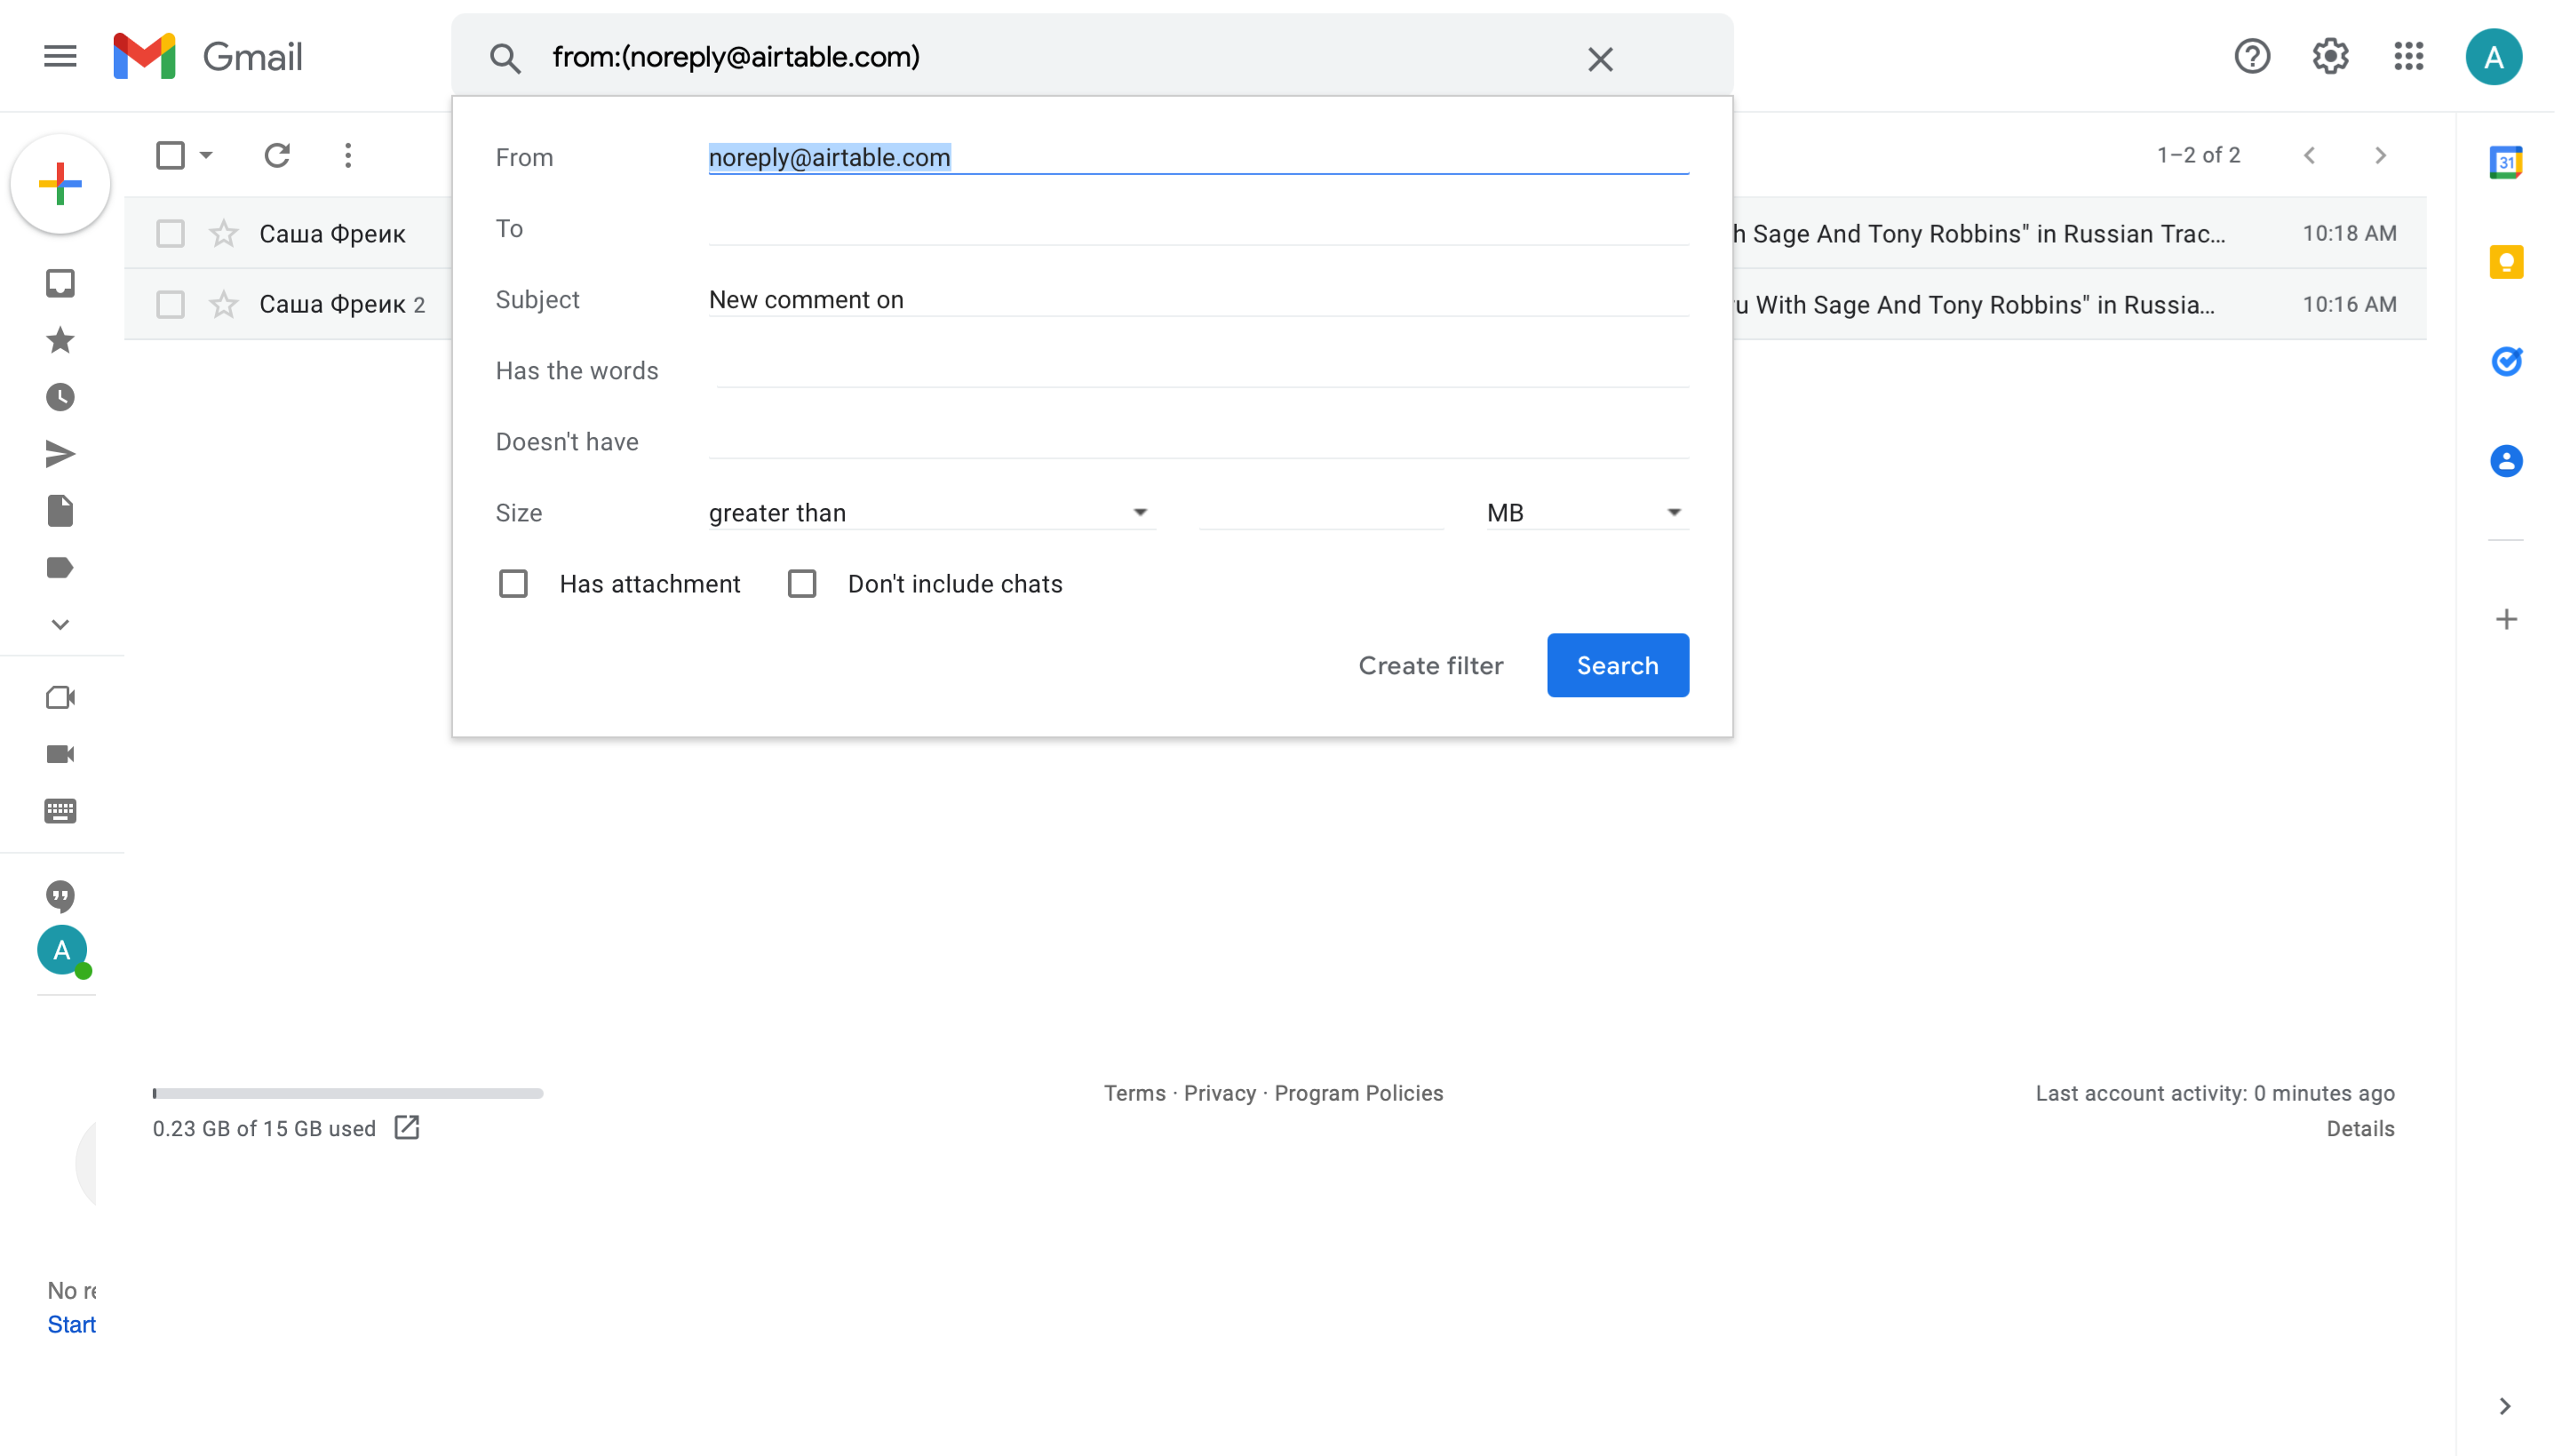 Gmail
from:(noreply@airtable.com)
A
From
noreply@airtable.com
To
Subject
New comment on
Has the words
Doesn't have
Size
greater than
MB
Has attachment
Don't include chats
Create filter
Search
1–2 of 2
31
Саша Фреик
h Sage And Tony Robbins" in Russian Trac...
10:18 AM
Саша Фреик 2
u With Sage And Tony Robbins" in Russia...
10:16 AM
A
0.23 GB of 15 GB used
Terms · Privacy · Program Policies
Last account activity: 0 minutes ago
Details
No re
Start